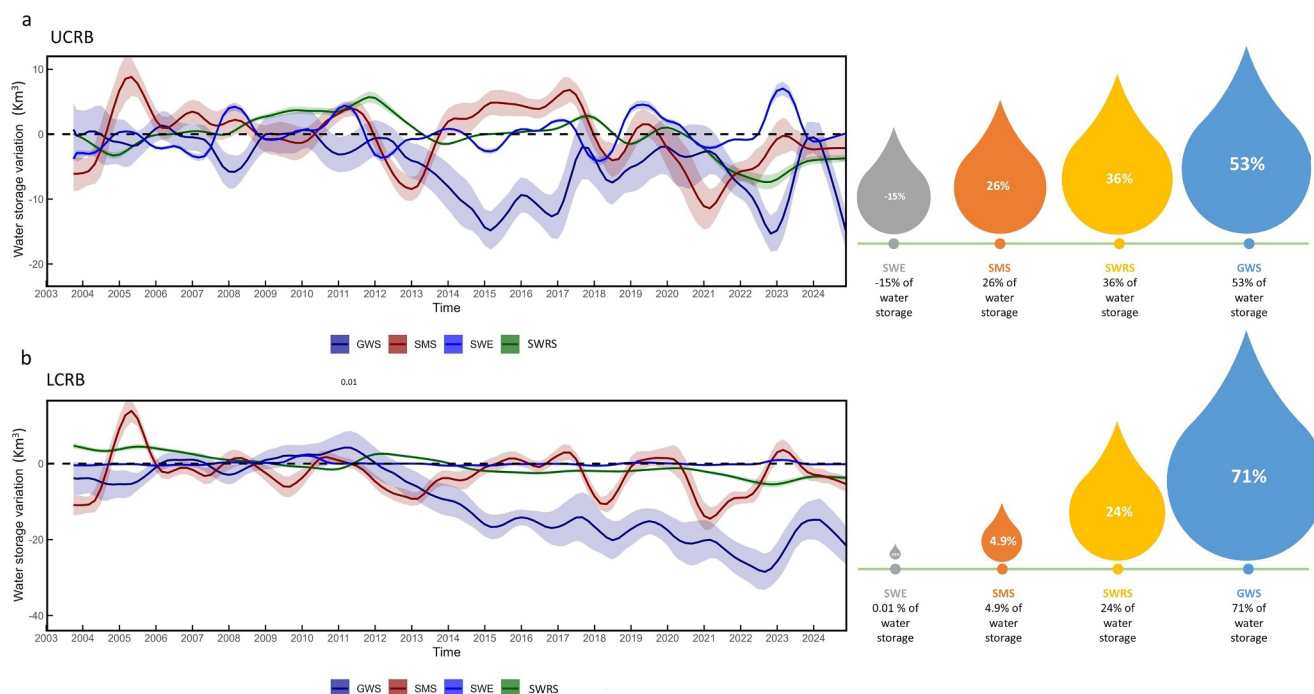 a
UCRB
Water storage variation (Km³)
10
0
-10
-20
2003 2004 2005 2006 2007 2008 2009 2010 2011 2012 2013 2014 2015 2016 2017 2018 2019 2020 2021 2022 2023 2024
Time
GWS SMS SWE SWRS
-15%
26%
36%
53%
SWE
-15% of
water
storage
SMS
26% of
water
storage
SWRS
36% of
water
storage
GWS
53% of
water
storage
b
LCRB
0.01
Water storage variation (Km³)
0
-20
-40
2003 2004 2005 2006 2007 2008 2009 2010 2011 2012 2013 2014 2015 2016 2017 2018 2019 2020 2021 2022 2023 2024
Time
GWS SMS SWE SWRS
4.9%
24%
71%
SWE
0.01 % of
water
storage
SMS
4.9% of
water
storage
SWRS
24% of
water
storage
GWS
71% of
water
storage